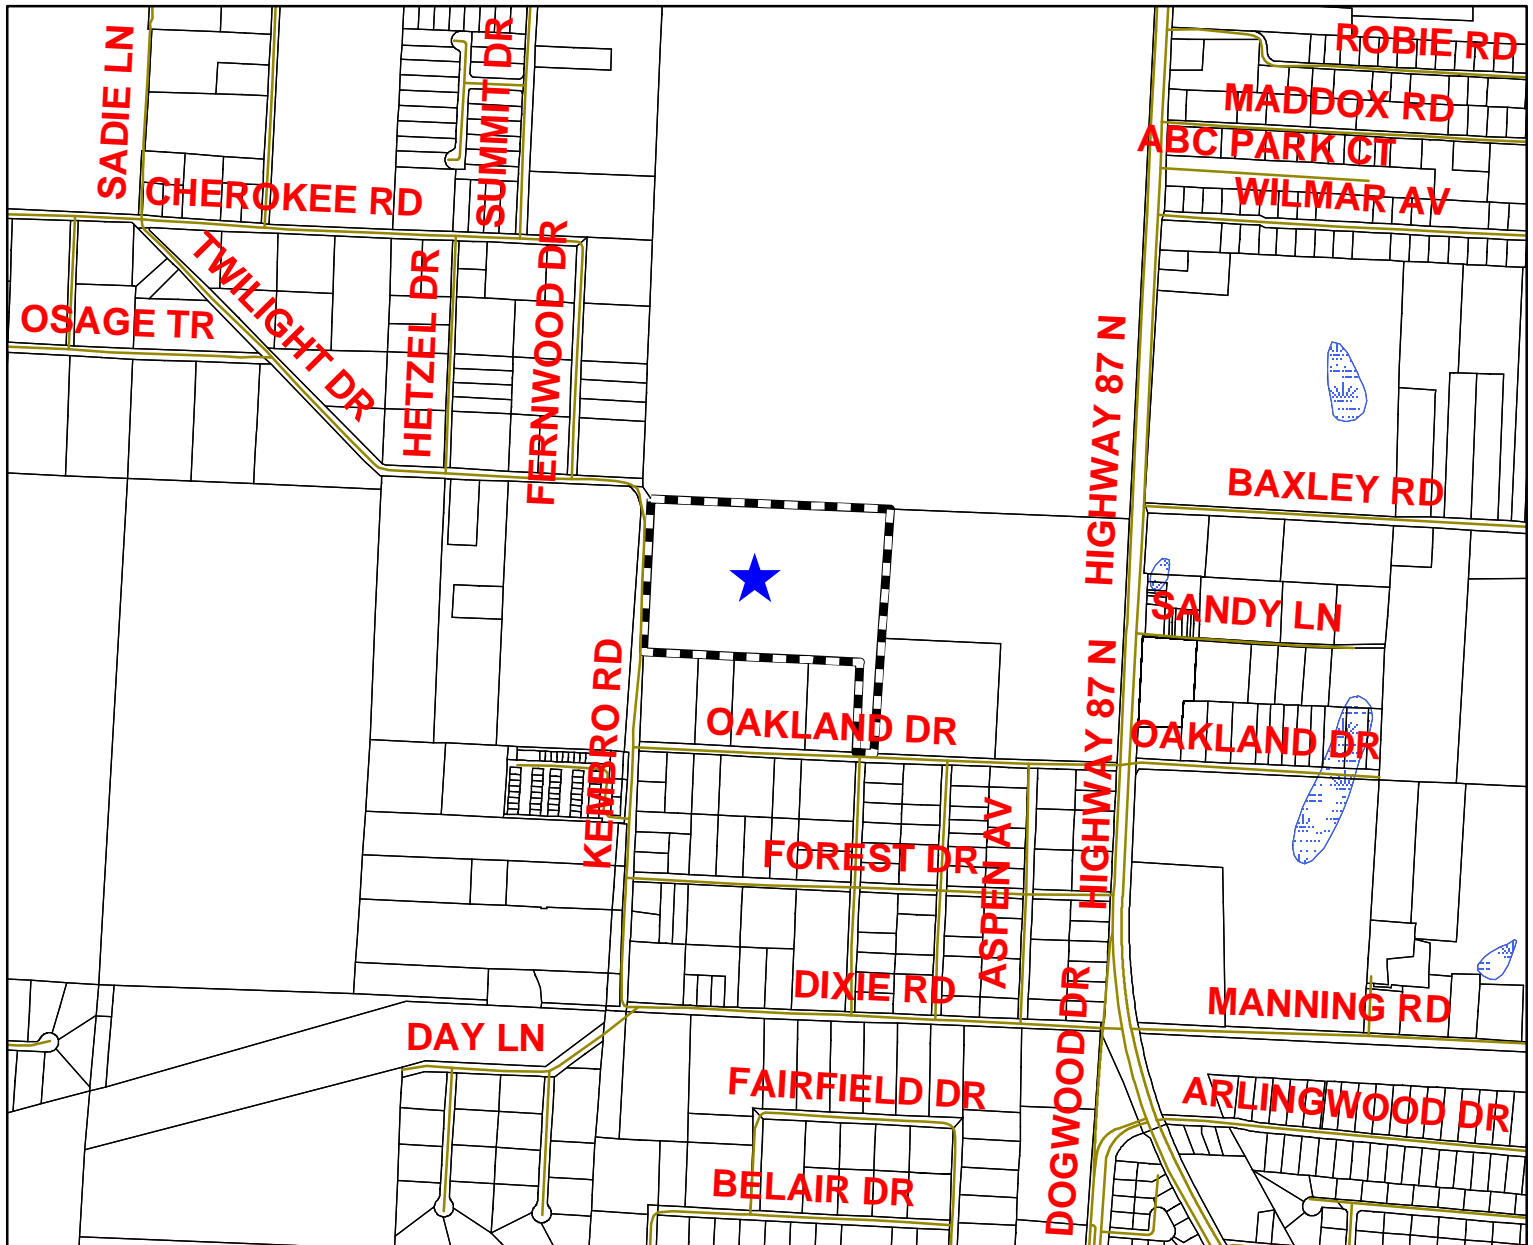 ROBIE RD
SADIE LN
SUMMIT DR
MADDOX RD
ABC PARK CT
CHEROKEE RD
WILMAR AV
TWILIGHT DR
HETZEL DR
FERNWOOD DR
OSAGE TR
HIGHWAY 87 N
BAXLEY RD
SANDY LN
KEMBRO RD
OAKLAND DR
HIGHWAY 87 N
OAKLAND DR
FOREST DR
ASPEN AV
DIXIE RD
DOGWOOD DR
MANNING RD
DAY LN
FAIRFIELD DR
ARLINGWOOD DR
BELAIR DR